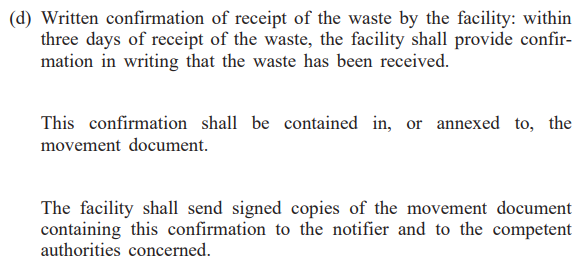 (d) Written confirmation of receipt of the waste by the facility: within
three days of receipt of the waste, the facility shall provide confir-
mation in writing that the waste has been received.
This confirmation shall be contained in, or annexed to, the
movement document.
The facility shall send signed copies of the movement document
containing this confirmation to the notifier and to the competent
authorities concerned.